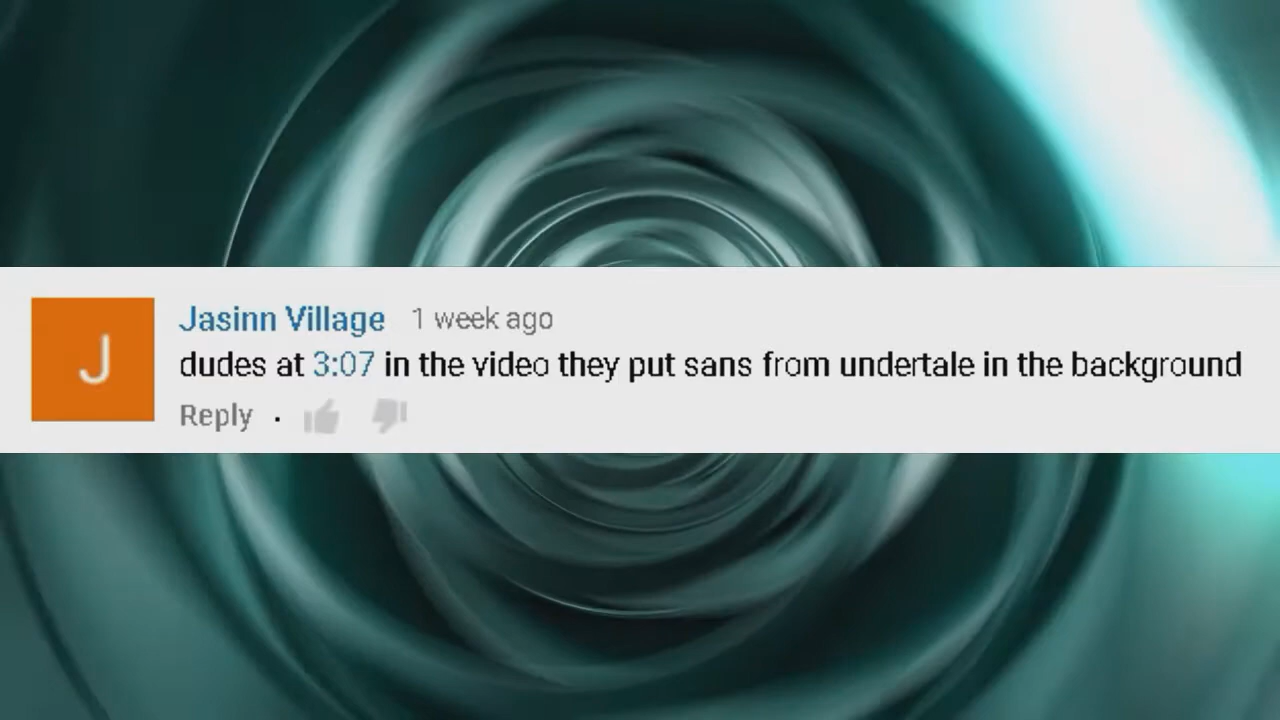 J
Jasinn Village 1 week ago
dudes at 3:07 in the video they put sans from undertale in the background
Reply ·